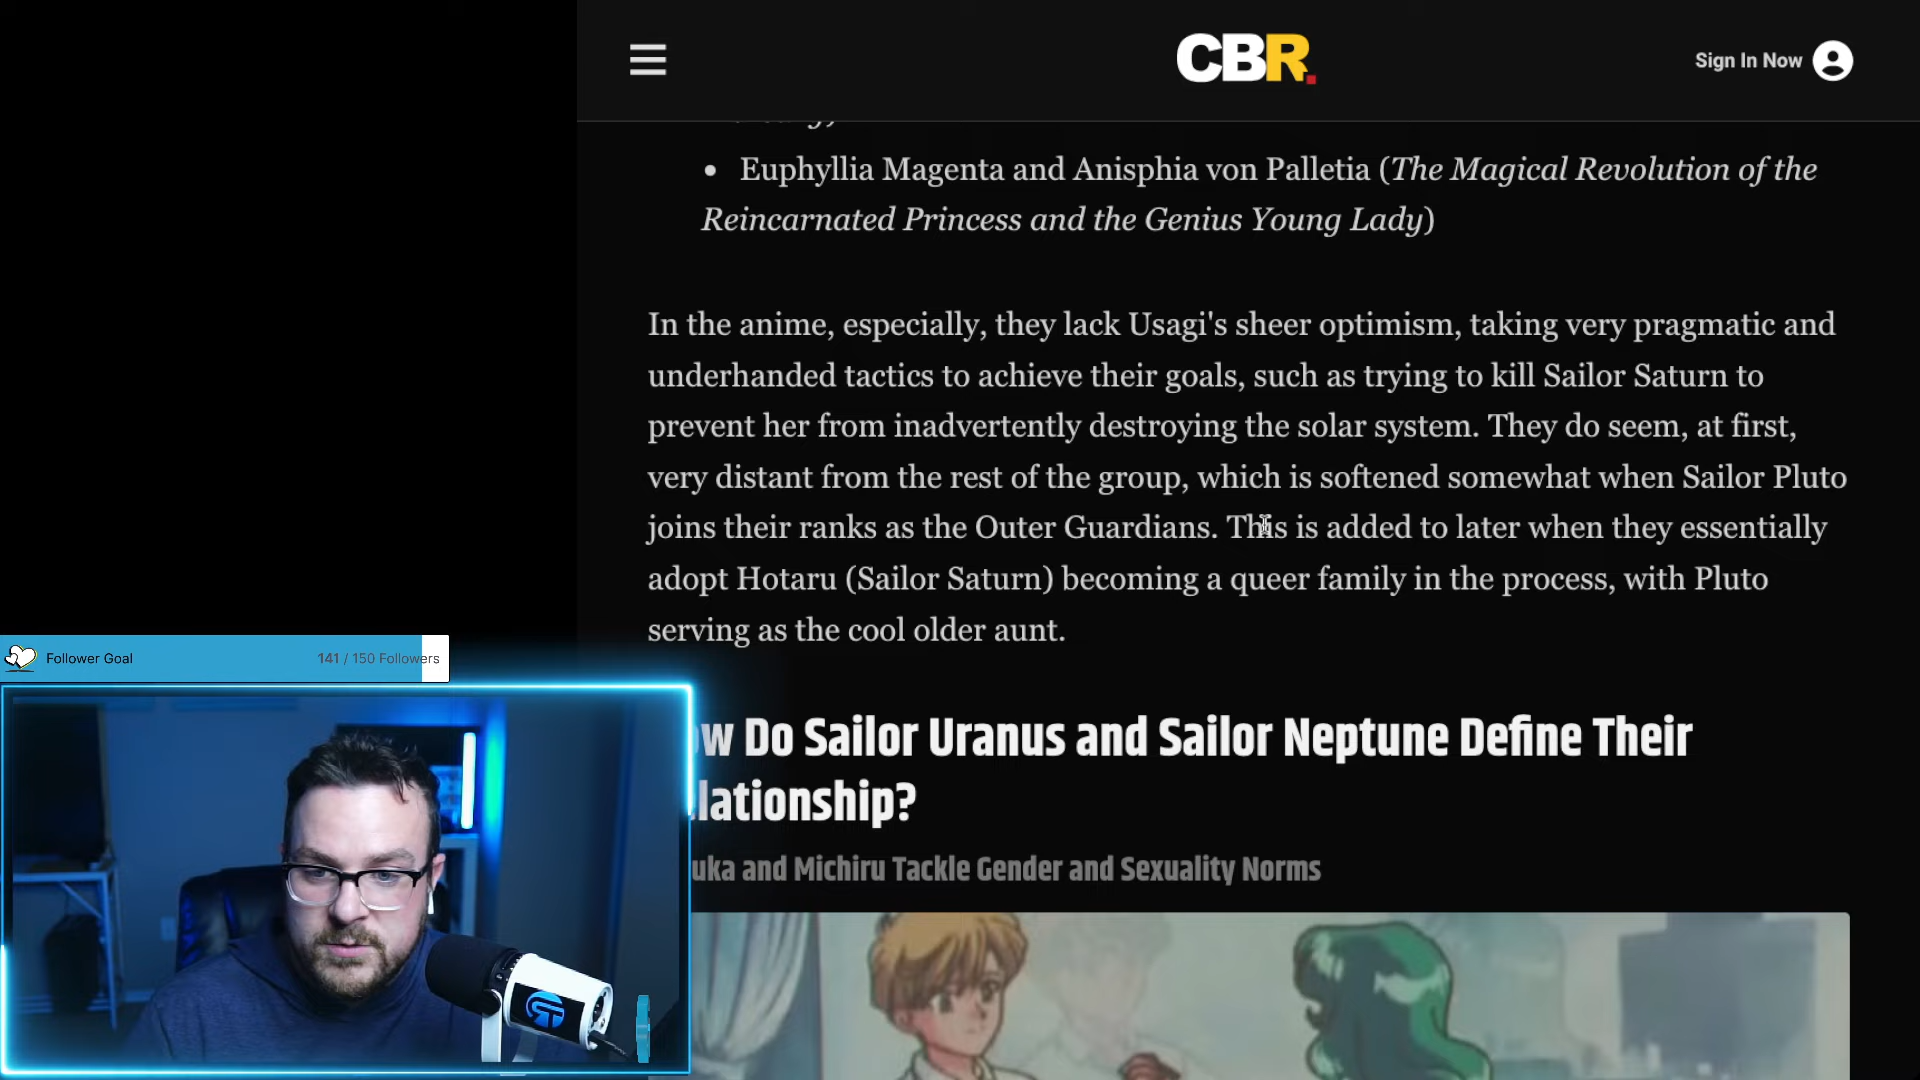 CBR.
Sign In Now
Euphyllia Magenta and Anisphia von Palletia (The Magical Revolution of the
Reincarnated Princess and the Genius Young Lady)
In the anime, especially, they lack Usagi's sheer optimism, taking very pragmatic and
underhanded tactics to achieve their goals, such as trying to kill Sailor Saturn to
prevent her from inadvertently destroying the solar system. They do seem, at first,
very distant from the rest of the group, which is softened somewhat when Sailor Pluto
joins their ranks as the Outer Guardians. This is added to later when they essentially
adopt Hotaru (Sailor Saturn) becoming a queer family in the process, with Pluto
serving as the cool older aunt.
Follower Goal 141 / 150 Followers
ow Do Sailor Uranus and Sailor Neptune Define Their
lationship?
uka and Michiru Tackle Gender and Sexuality Norms